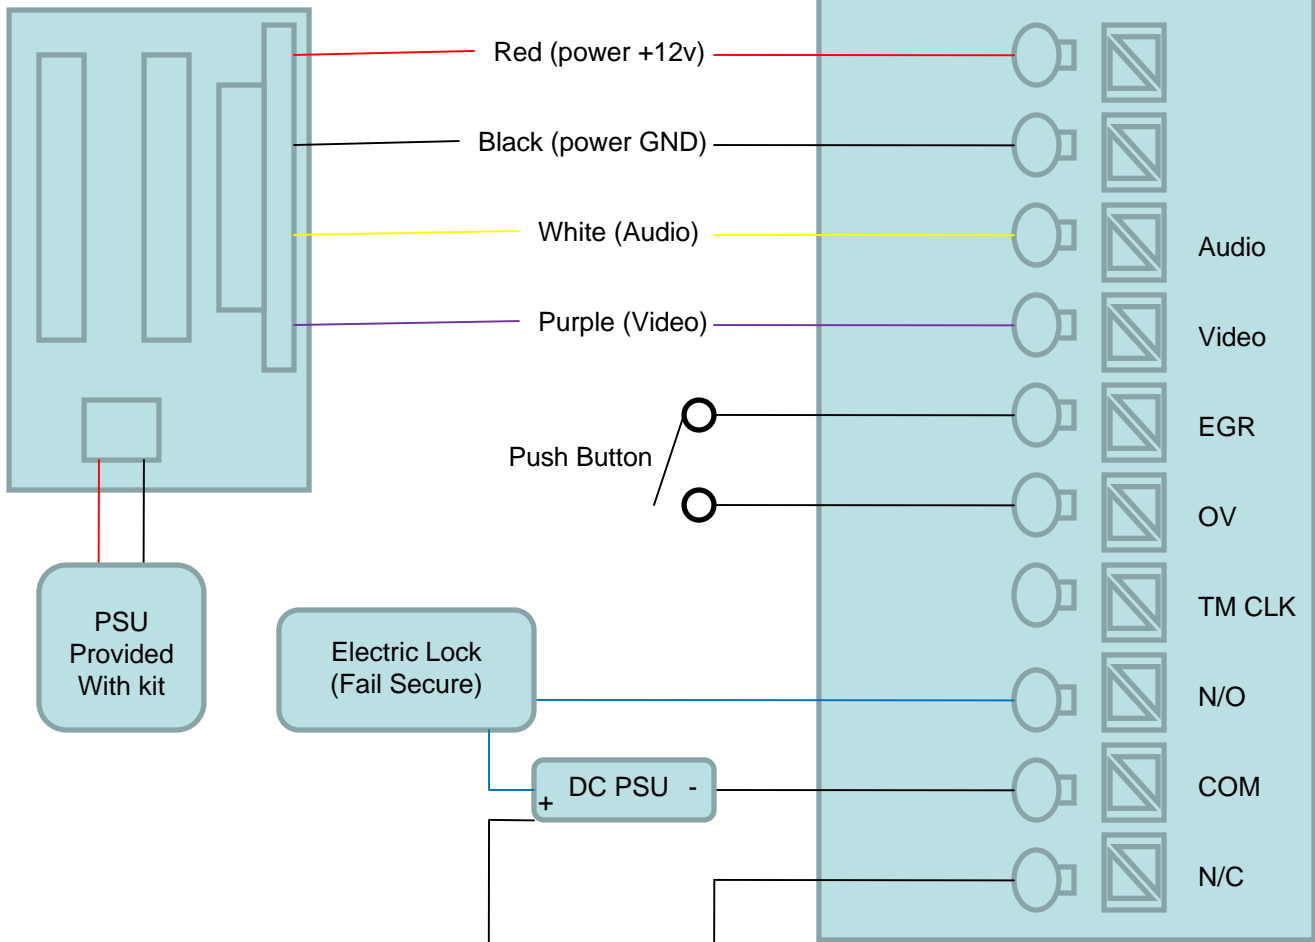 Red (power +12v)
Black (power GND)
White (Audio)
Audio
Purple (Video)
Video
Push Button
EGR
OV
TM CLK
PSU
Provided
With kit
Electric Lock
(Fail Secure)
N/O
+ DC PSU -
COM
N/C